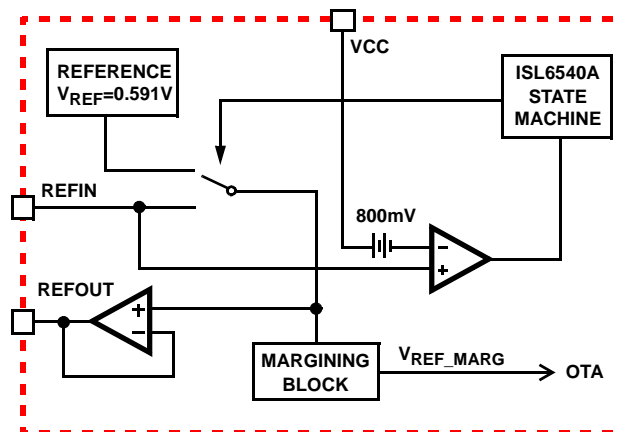 VCC
REFERENCE
VREF=0.591V
ISL6540A
STATE
MACHINE
REFIN
800mV
−
+
REFOUT
+
−
MARGINING
BLOCK
VREF_MARG
OTA